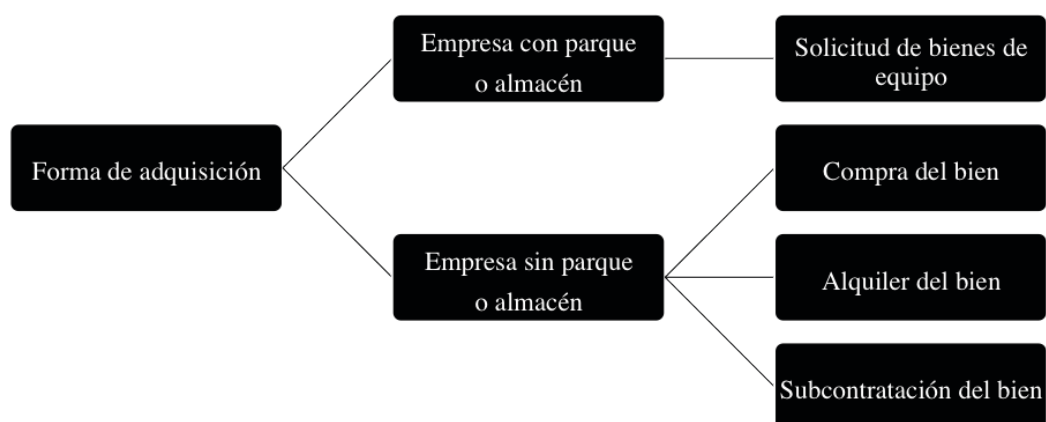 Forma de adquisición
Empresa con parque
o almacén
Solicitud de bienes de
equipo
Empresa sin parque
o almacén
Compra del bien
Alquiler del bien
Subcontratación del bien